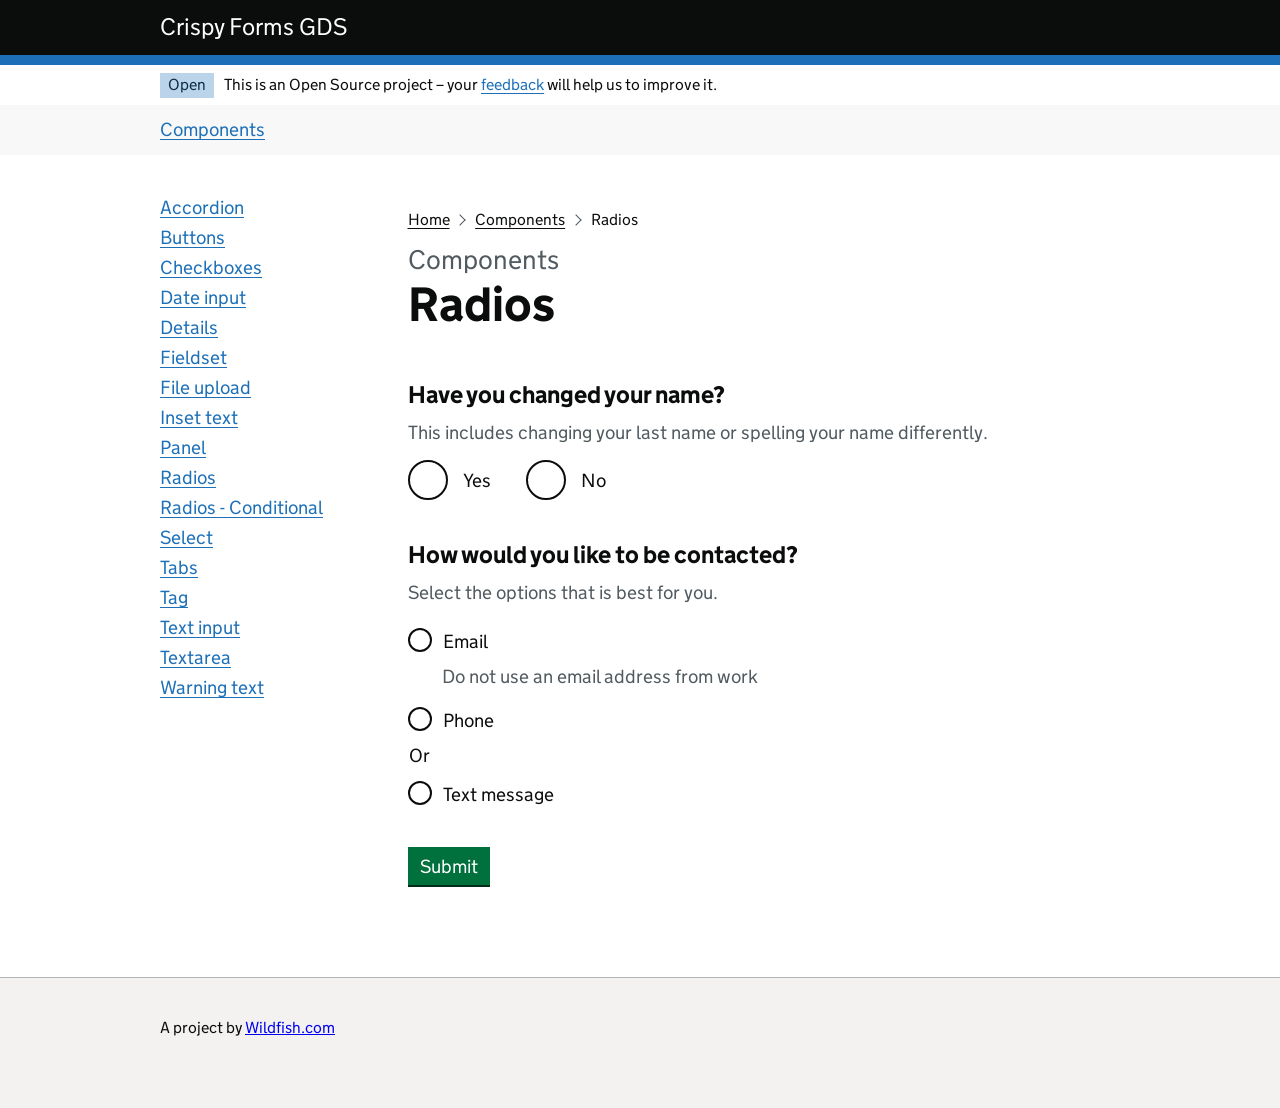 Crispy Forms GDS
Open This is an Open Source project – your feedback will help us to improve it.
Components
Accordion
Buttons
Checkboxes
Date input
Details
Fieldset
File upload
Inset text
Panel
Radios
Radios - Conditional
Select
Tabs
Tag
Text input
Textarea
Warning text
Home Components Radios
Components
Radios
Have you changed your name?
This includes changing your last name or spelling your name differently.
Yes No
How would you like to be contacted?
Select the options that is best for you.
Email
Do not use an email address from work
Phone
Or
Text message
Submit
A project by Wildfish.com